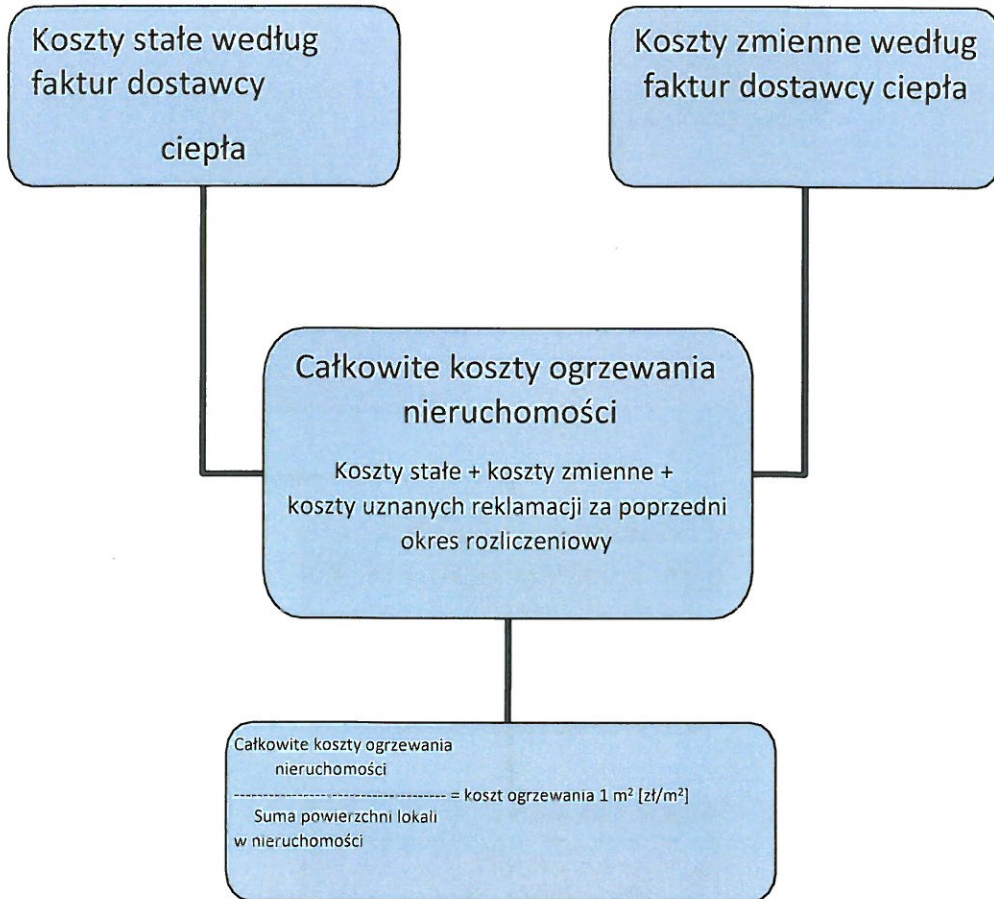 Koszty stałe według
faktur dostawcy
ciepła
Koszty zmienne według
faktur dostawcy ciepła
Całkowite koszty ogrzewania
nieruchomości
Koszty stałe + koszty zmienne +
koszty uznanych reklamacji za poprzedni
okres rozliczeniowy
Całkowite koszty ogrzewania
nieruchomości
---------------------------------------- = koszt ogrzewania 1 m² [zł/m²]
Suma powierzchni lokali
w nieruchomości